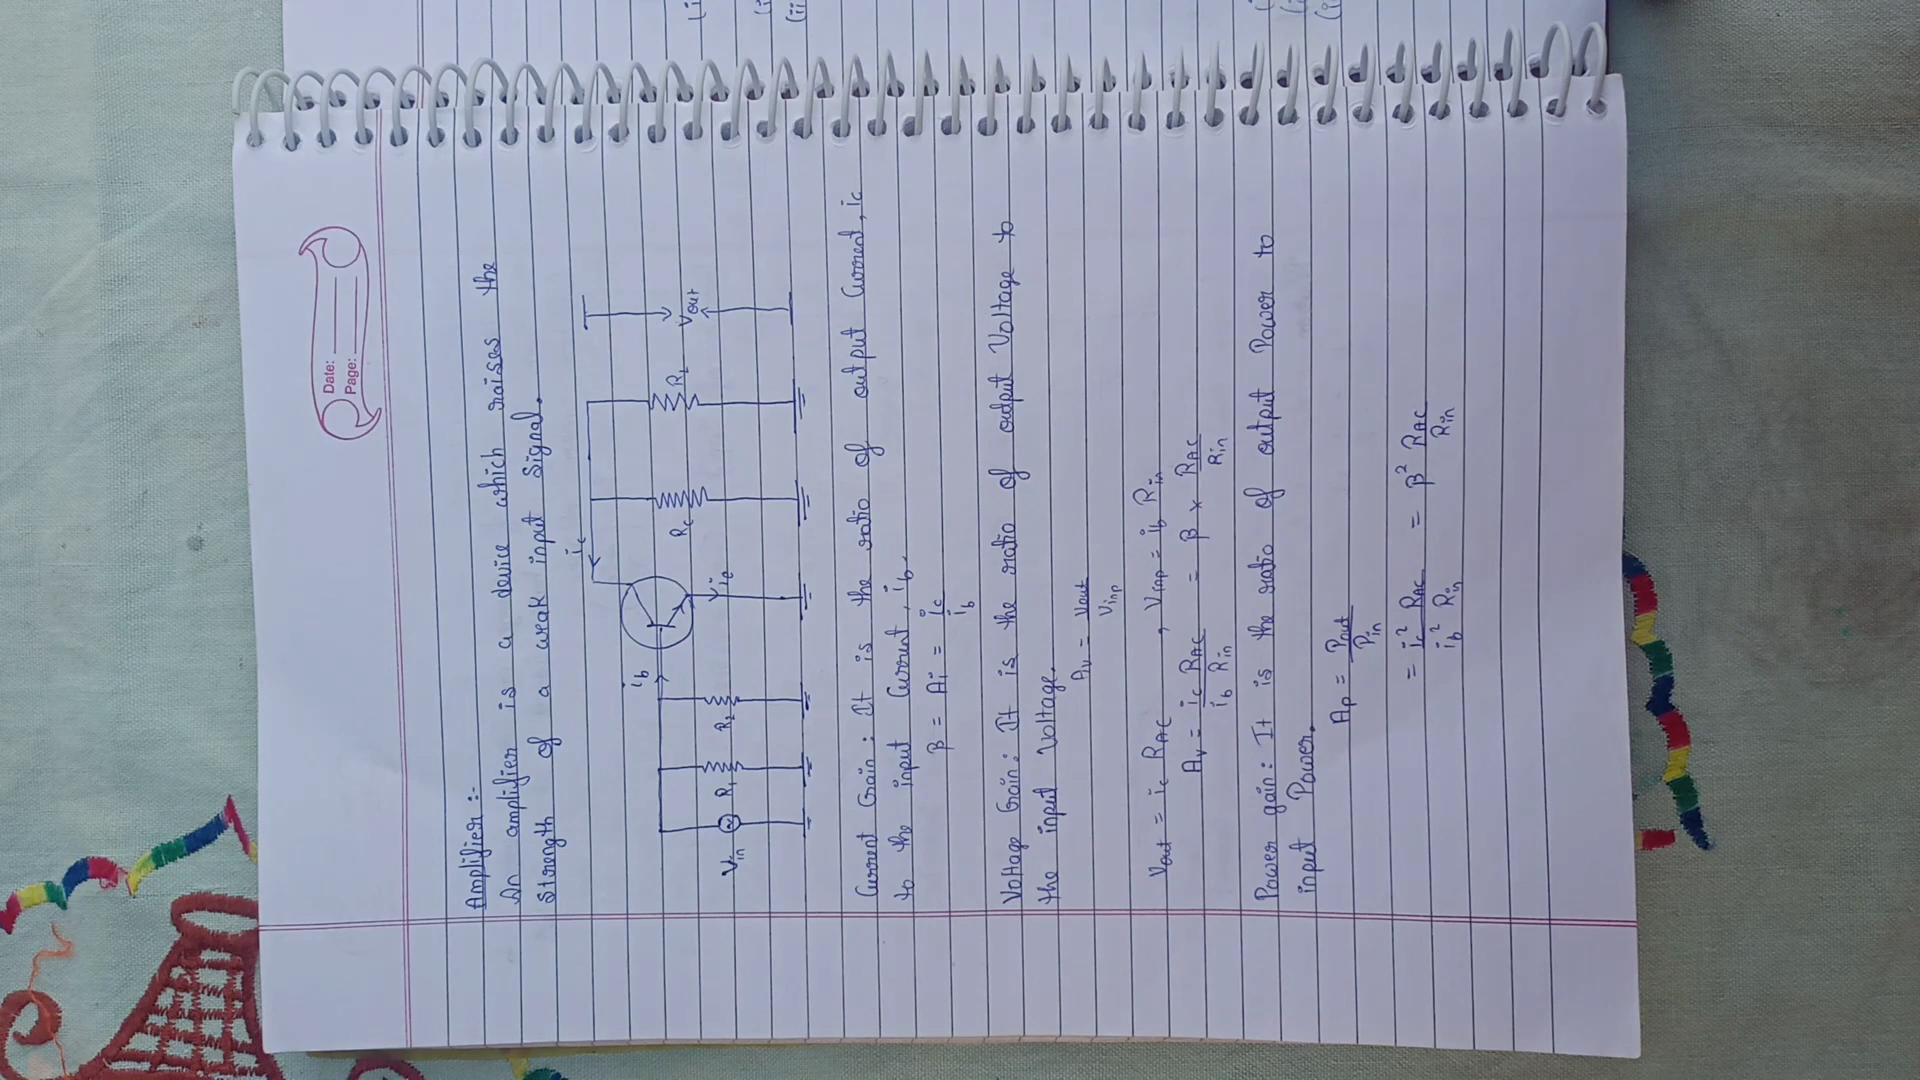 Date:
Page:
Amplifier :-
An amplifier is a device which raises the
strength of a weak input signal.
ib
ic
ie
Vin
R1
R2
Rc
RL
Vout
Current Gain: It is the ratio of output Current, ic
to the input Current, ib.
β = Ai = ic/ib
Voltage Gain: It is the ratio of output Voltage to
the input Voltage.
Av = Vout/Vinp
Vout = ic RAC , Vinp = ib Rin
Av = ic RAC / ib Rin = β × RAC/Rin
Power gain: It is the ratio of output Power to
input Power.
Ap = Pout/Pin
= ic² RAC / ib² Rin = β² RAC/Rin